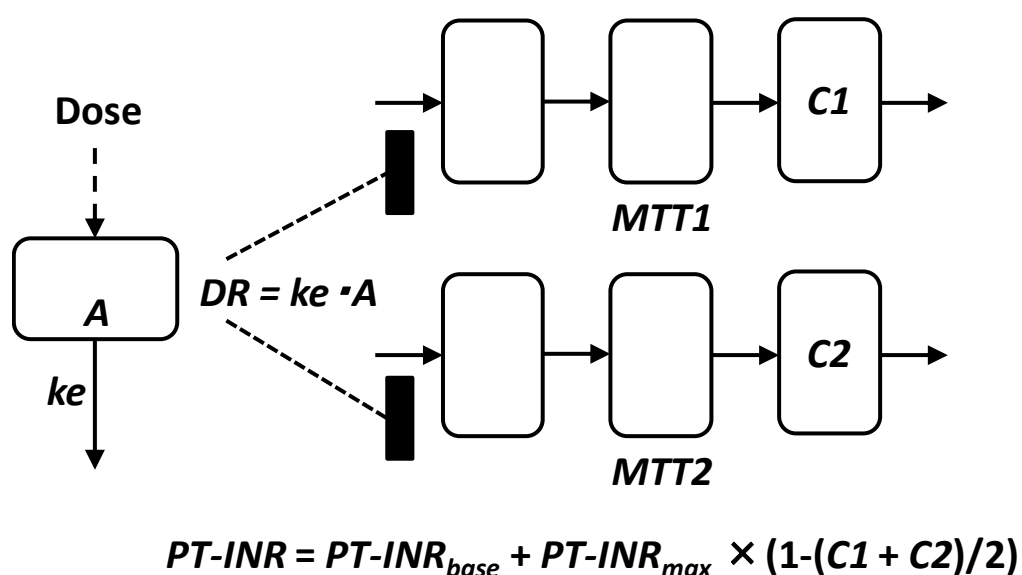 Dose
A
ke
DR = ke ･A
C1
MTT1
C2
MTT2
PT-INR = PT-INRbase + PT-INRmax × (1-(C1 + C2)/2)